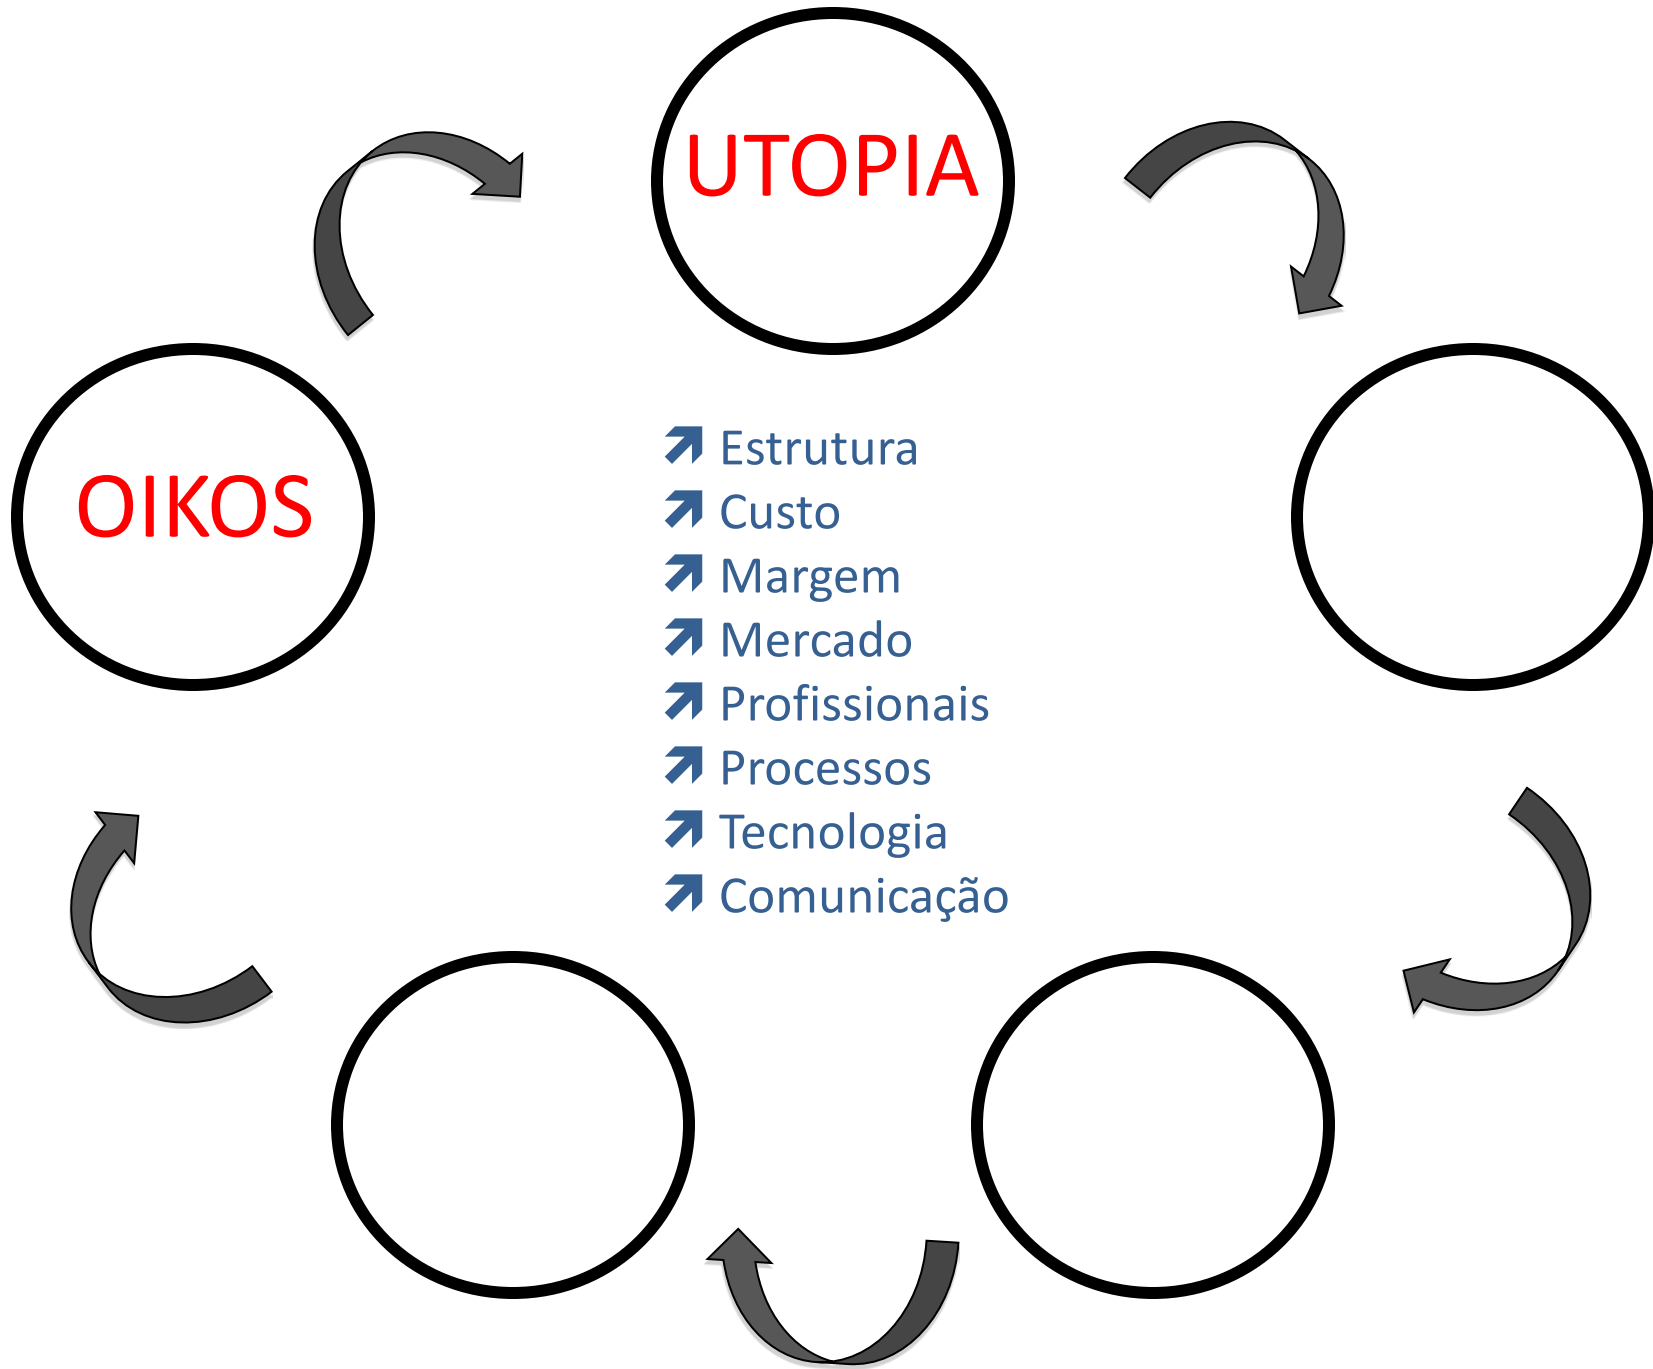 UTOPIA
OIKOS
Estrutura
Custo
Margem
Mercado
Profissionais
Processos
Tecnologia
Comunicação